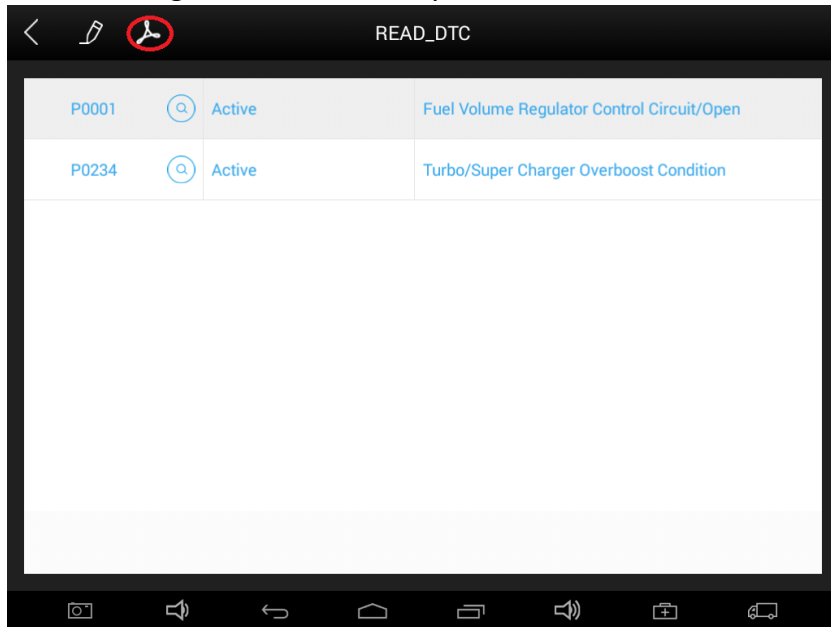 READ_DTC
P0001 Active Fuel Volume Regulator Control Circuit/Open
P0234 Active Turbo/Super Charger Overboost Condition